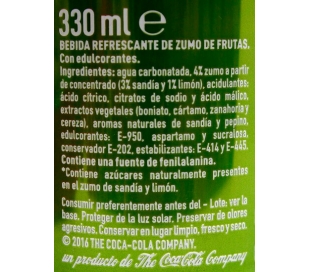 330 ml e
BEBIDA REFRESCANTE DE ZUMO DE FRUTAS.
Con edulcorantes.
Ingredientes: agua carbonatada, 4% zumo a partir
de concentrado (3% sandía y 1% limón), acidulantes:
ácido cítrico, citratos de sodio y ácido málico,
extractos vegetales (boniato, cártamo, zanahoria y
cereza), aromas naturales de sandía y pepino,
edulcorantes: E-950, aspartamo y sucralosa,
conservador E-202, estabilizantes: E-414 y E-445.
Contiene una fuente de fenilalanina.
*Contiene azúcares naturalmente presentes
en el zumo de sandía y limón.
Consumir preferentemente antes del - Lote: ver la
base. Proteger de la luz solar. Preservar de olores
agresivos. Conservar en lugar limpio, fresco y seco.
© 2016 THE COCA-COLA COMPANY.
un producto de The Coca-Cola Company